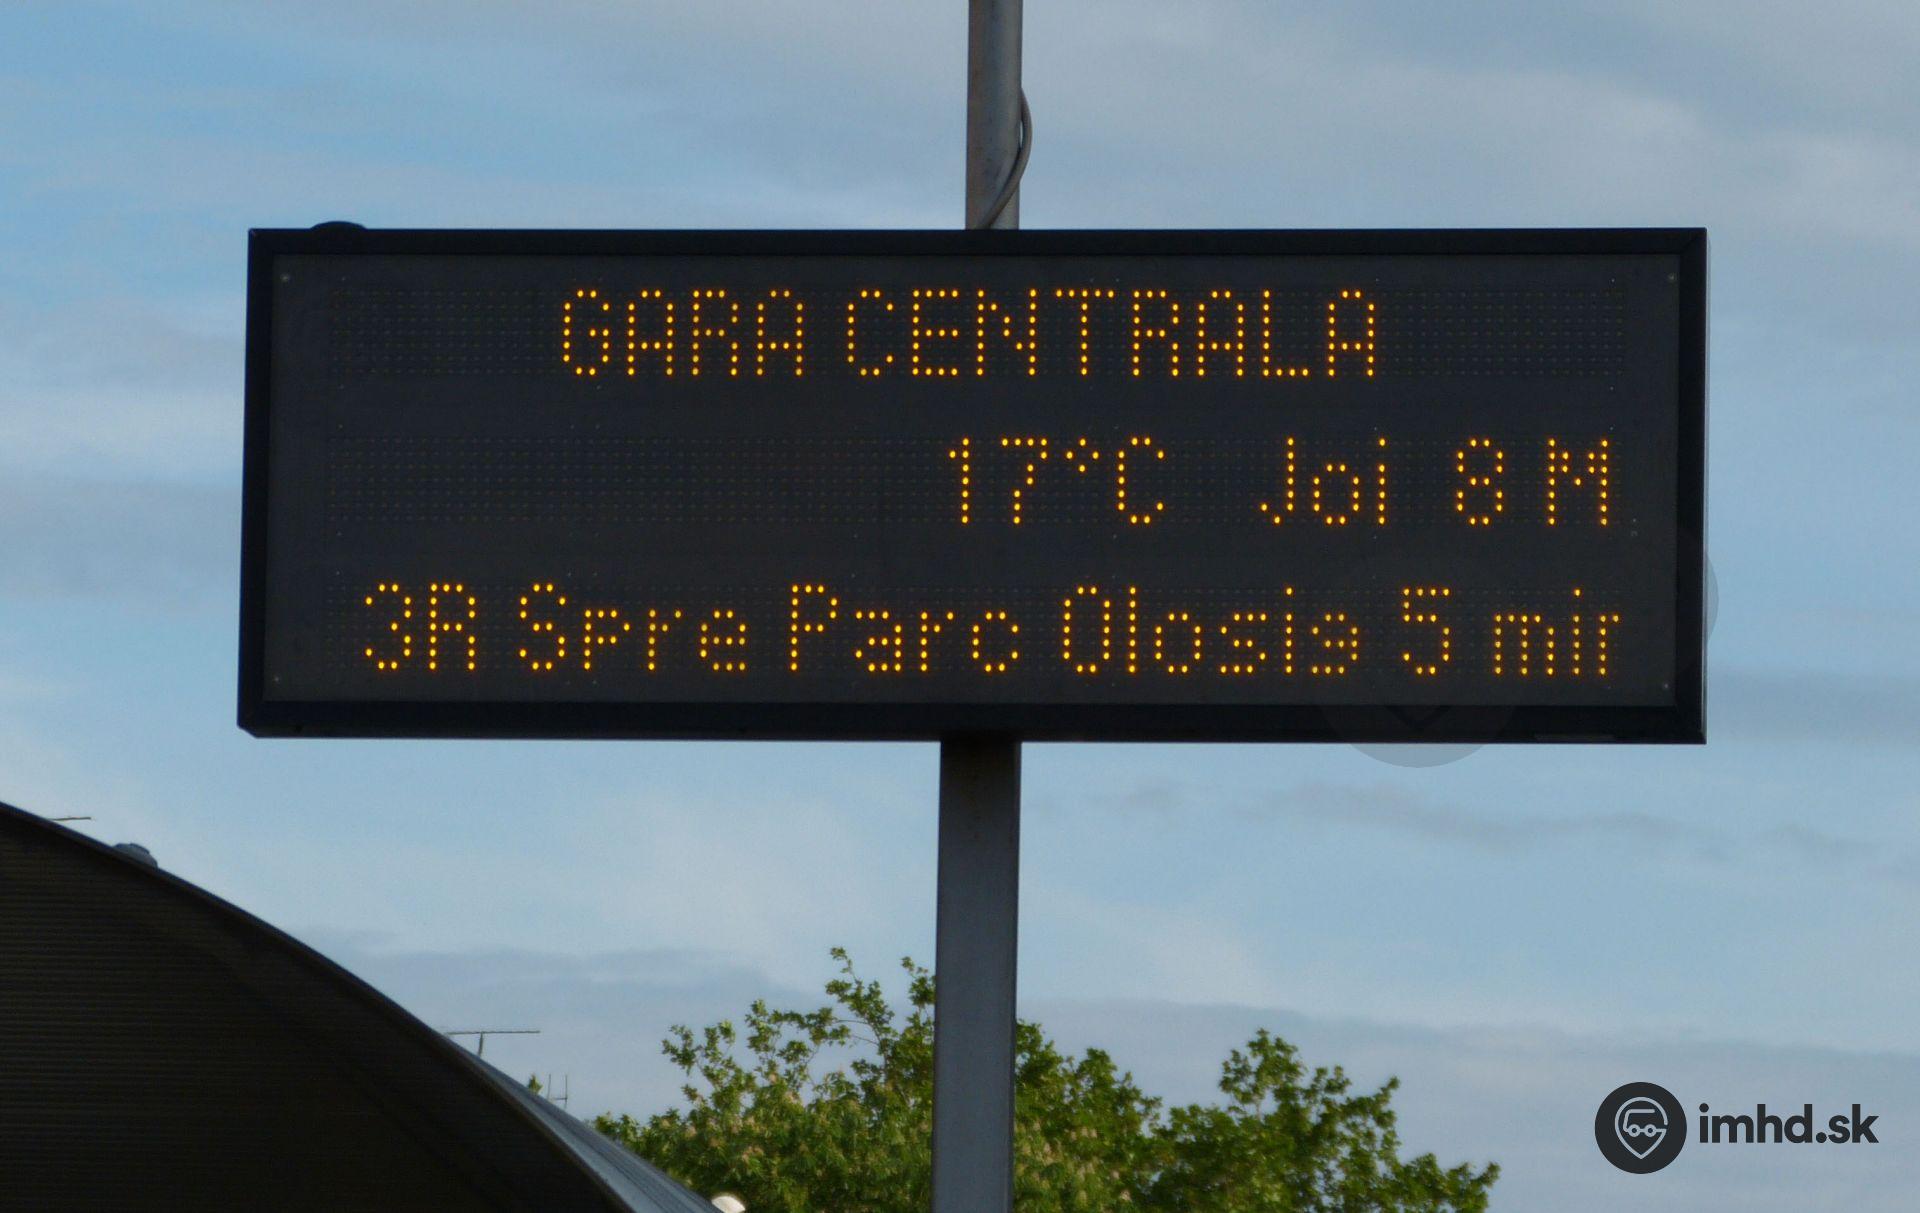 GARA CENTRALA
17°C Joi 8 M
3R Spre Parc Olosig 5 min
imhd.sk